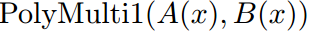 PolyMulti1(A(x), B(x))